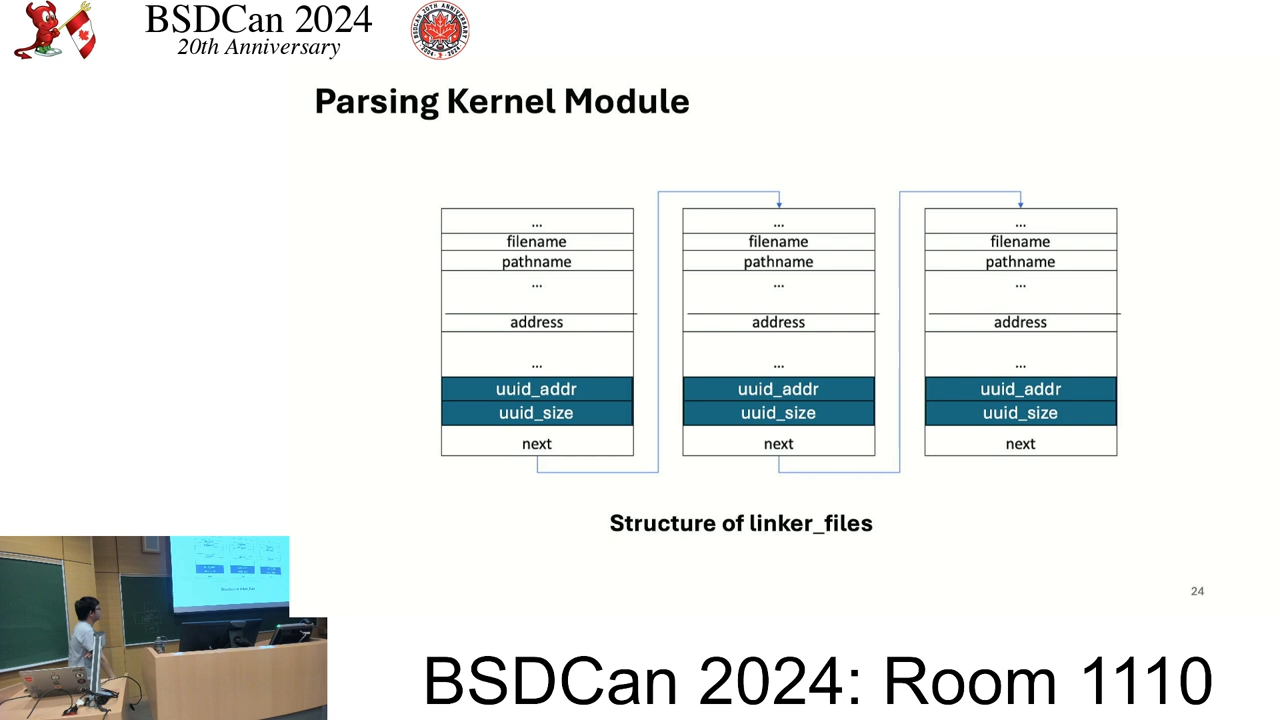 BSDCan 2024
20th Anniversary
Parsing Kernel Module
... ... ...
filename filename filename
pathname pathname pathname
... ... ...
address address address
... ... ...
uuid_addr uuid_addr uuid_addr
uuid_size uuid_size uuid_size
next next next
Structure of linker_files
24
BSDCan 2024: Room 1110